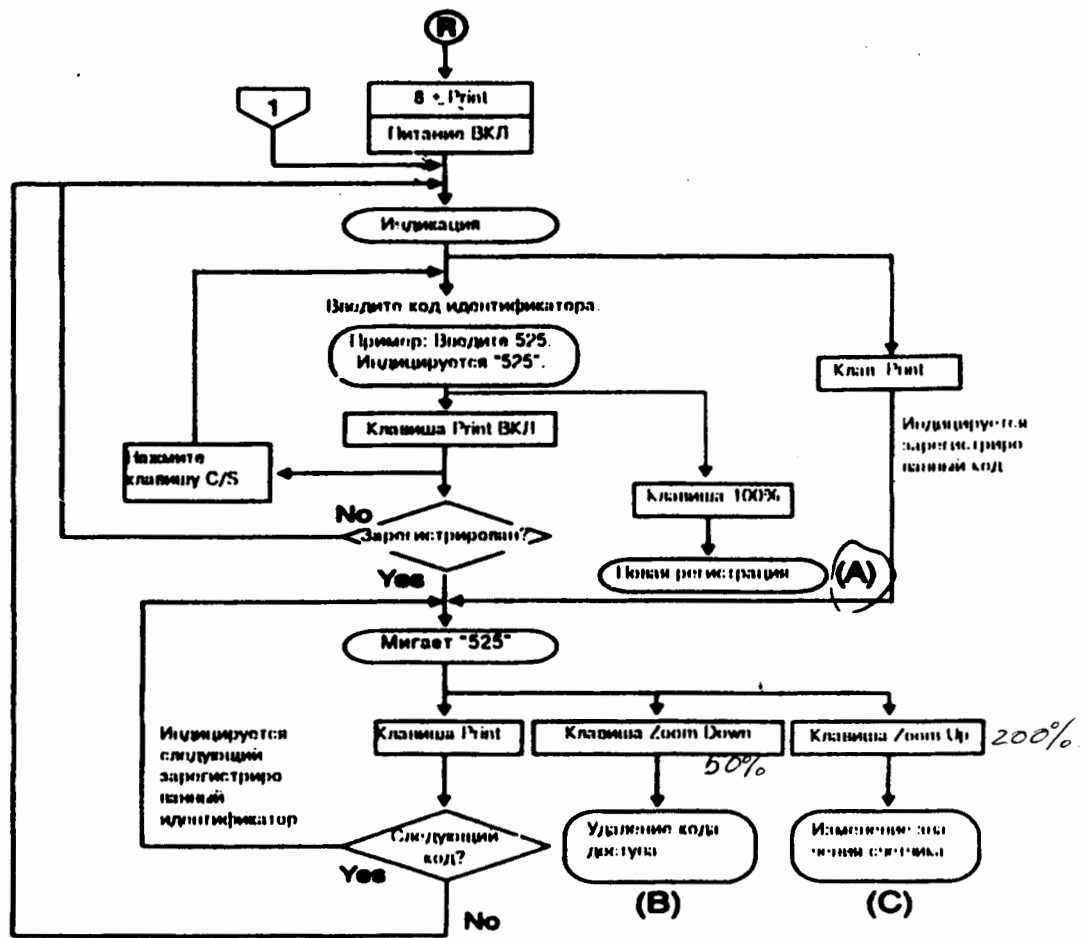 R
1
8 + Print
Питание ВКЛ
Индикация
Вводите код идентификатора.
Пример: Вводите 525.
Индицируется "525".
Клав. Print
Клавиша Print ВКЛ
Индицируется
зарегистриро
ванный код
Нажмите
клавишу C/S
Клавиша 100%
No
Зарегистрирован?
Новая регистрация
(A)
Yes
Мигает "525"
Индицируется
следующий
зарегистриро
ванный
идентификатор
Клавиша Print
Клавиша Zoom Down
50%
Клавиша Zoom Up
200%
Следующий
код?
Удаление кода
доступа
Изменение зна
чения счетчика
Yes
(B)
(C)
No